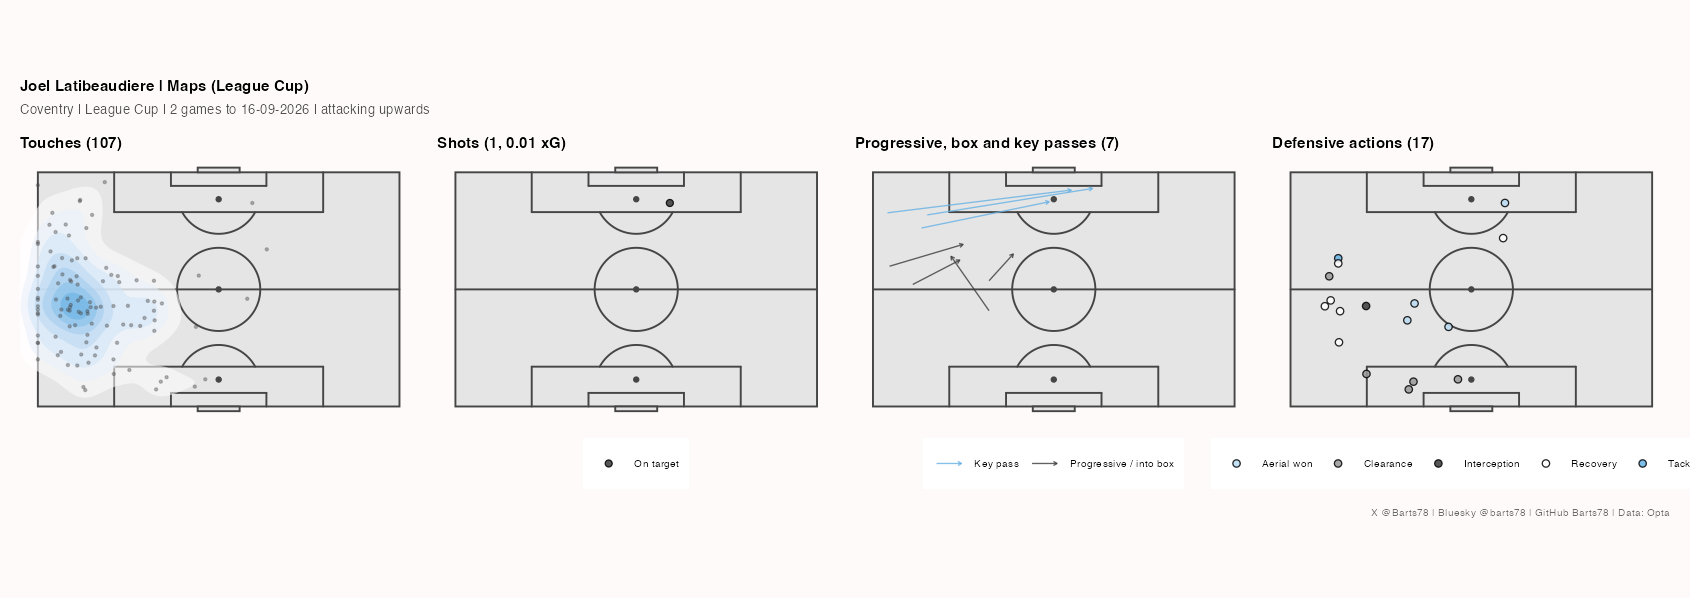 Joel Latibeaudiere | Maps (League Cup)
Coventry | League Cup | 2 games to 16-09-2026 | attacking upwards
Touches (107)
Shots (1, 0.01 xG)
Progressive, box and key passes (7)
Defensive actions (17)
On target
Key pass
Progressive / into box
Aerial won
Clearance
Interception
Recovery
Tack
X @Barts78 | Bluesky @barts78 | GitHub Barts78 | Data: Opta